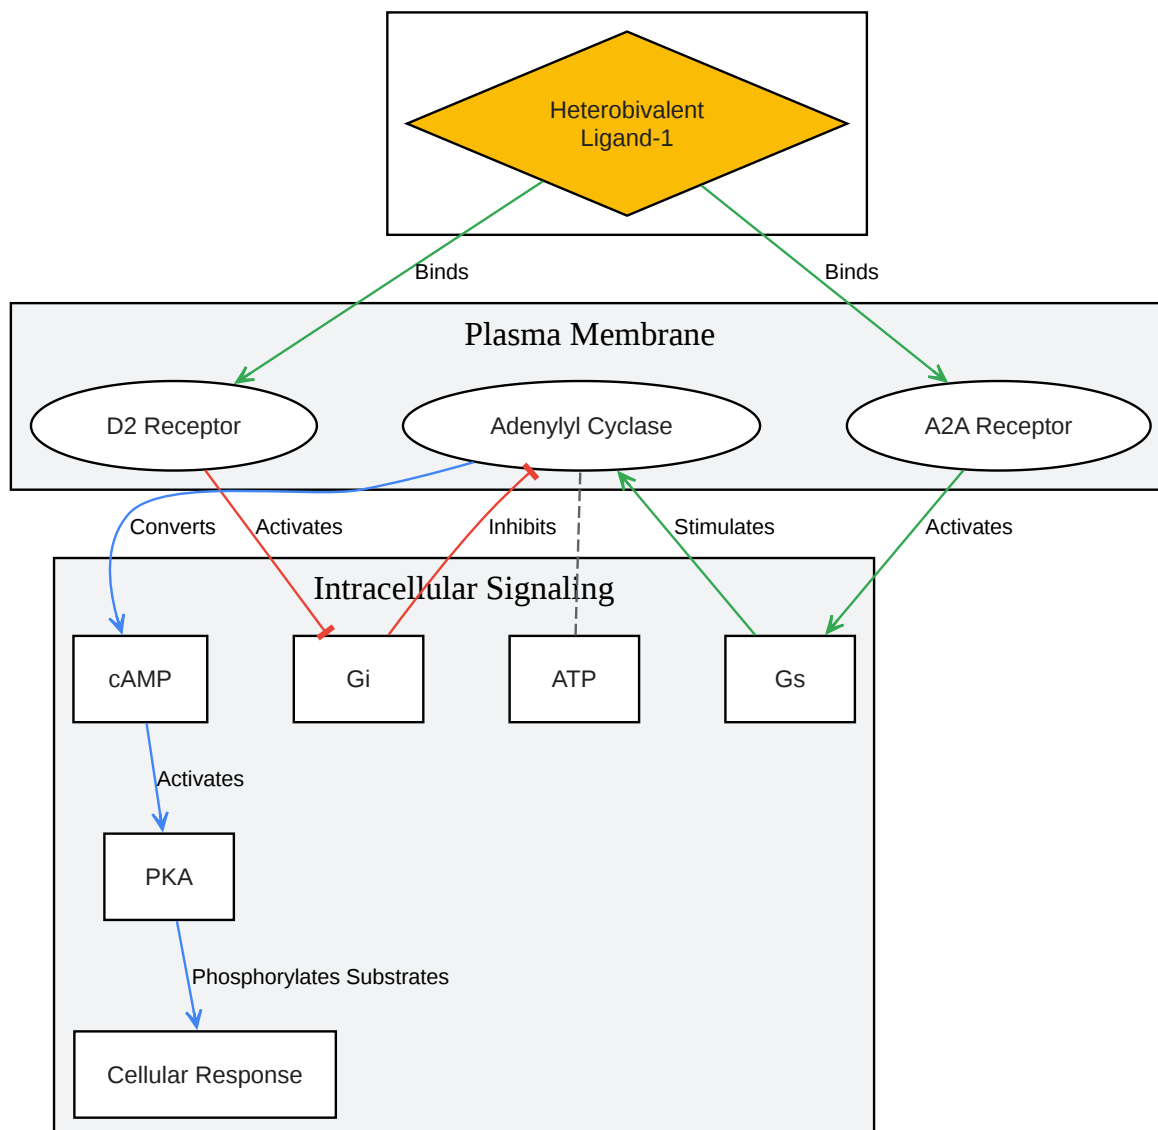 Heterobivalent
Ligand-1
Binds
Binds
Plasma Membrane
D2 Receptor
Adenylyl Cyclase
A2A Receptor
Converts
Activates
Inhibits
Stimulates
Activates
Intracellular Signaling
cAMP
Gi
ATP
Gs
Activates
PKA
Phosphorylates Substrates
Cellular Response